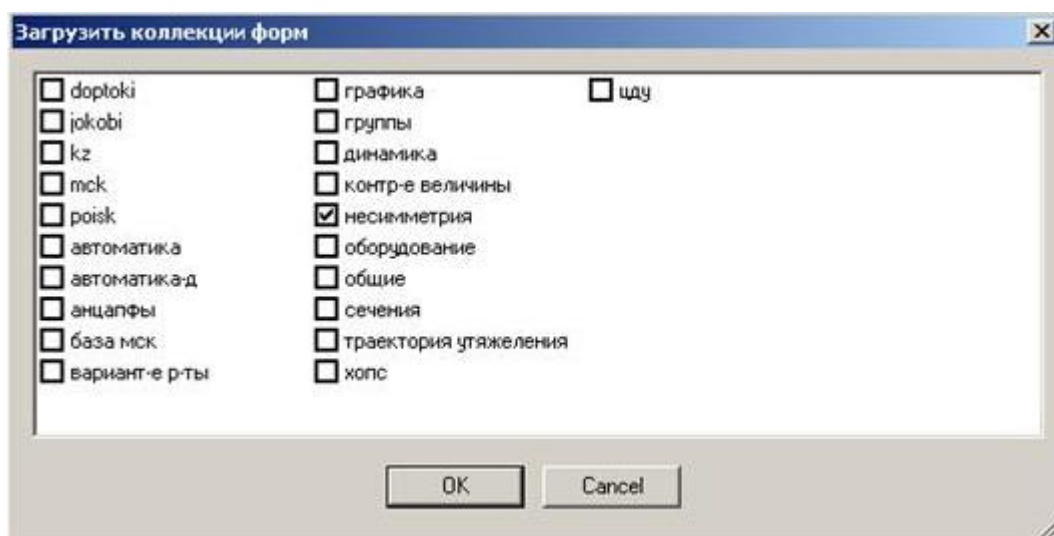 Загрузить коллекции форм
doptoki
jokobi
kz
mck
poisk
автоматика
автоматика-д
анцапфы
база мск
вариант-е р-ты
графика
группы
динамика
контр-е величины
несимметрия
оборудование
общие
сечения
траектория утяжеления
хопс
цду
OK
Cancel